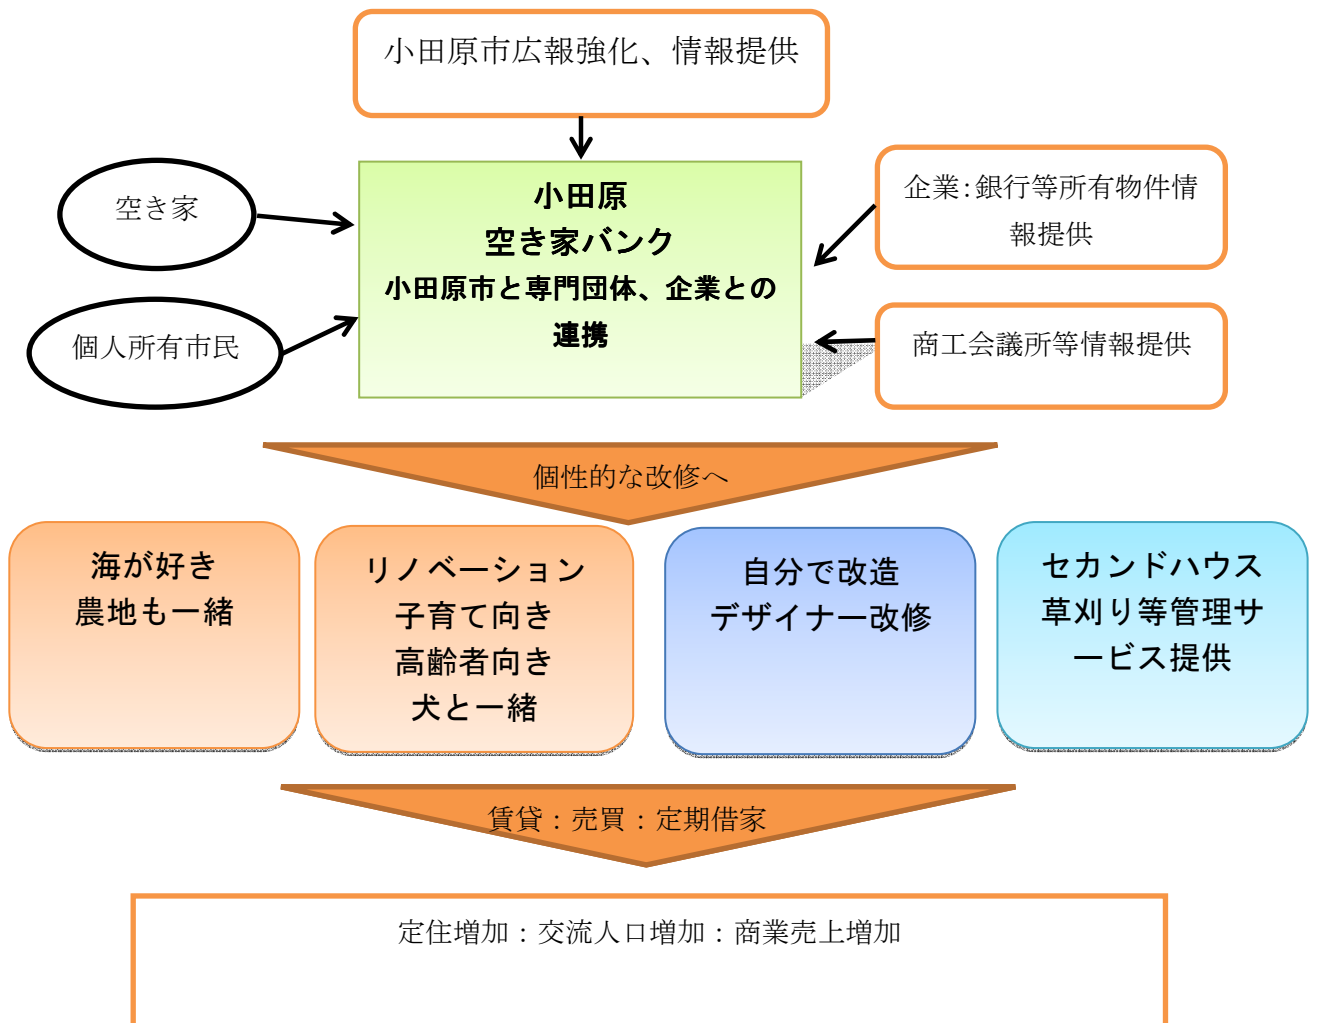 小田原市広報強化、情報提供
空き家
個人所有市民
小田原
空き家バンク
小田原市と専門団体、企業との
連携
企業:銀行等所有物件情
報提供
商工会議所等情報提供
個性的な改修へ
海が好き
農地も一緒
リノベーション
子育て向き
高齢者向き
犬と一緒
自分で改造
デザイナー改修
セカンドハウス
草刈り等管理サ
ービス提供
賃貸：売買：定期借家
定住増加：交流人口増加：商業売上増加